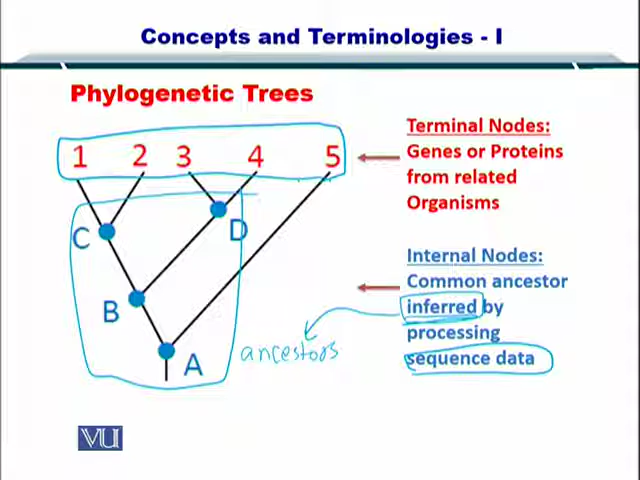 Concepts and Terminologies - I
Phylogenetic Trees
1 2 3 4 5
Terminal Nodes:
Genes or Proteins
from related
Organisms
C
D
B
A
Internal Nodes:
Common ancestor
inferred by
processing
sequence data
ancestors
VU